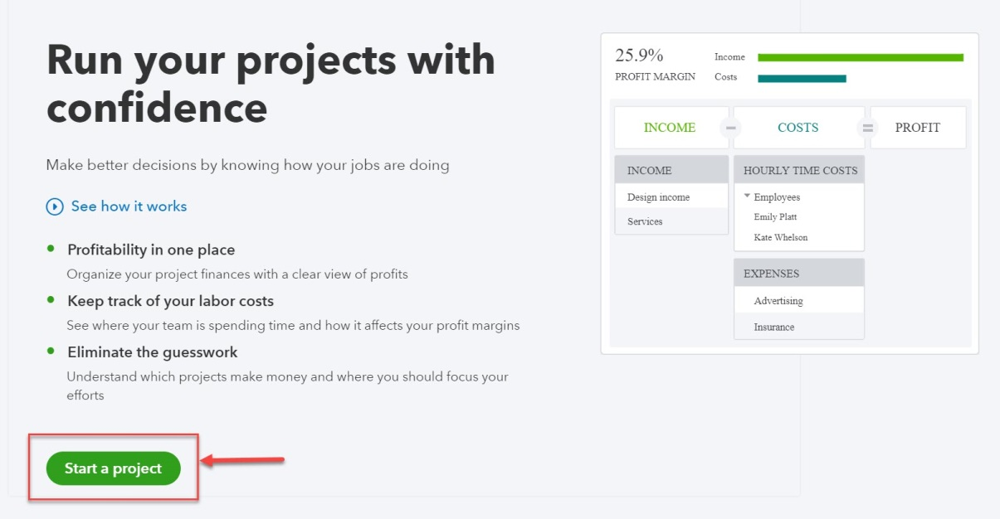 Run your projects with
confidence
Make better decisions by knowing how your jobs are doing
See how it works
Profitability in one place
Organize your project finances with a clear view of profits
Keep track of your labor costs
See where your team is spending time and how it affects your profit margins
Eliminate the guesswork
Understand which projects make money and where you should focus your
efforts
Start a project
25.9%
PROFIT MARGIN
Income
Costs
INCOME
COSTS
PROFIT
INCOME
Design income
Services
HOURLY TIME COSTS
Employees
Emily Platt
Kate Whelson
EXPENSES
Advertising
Insurance